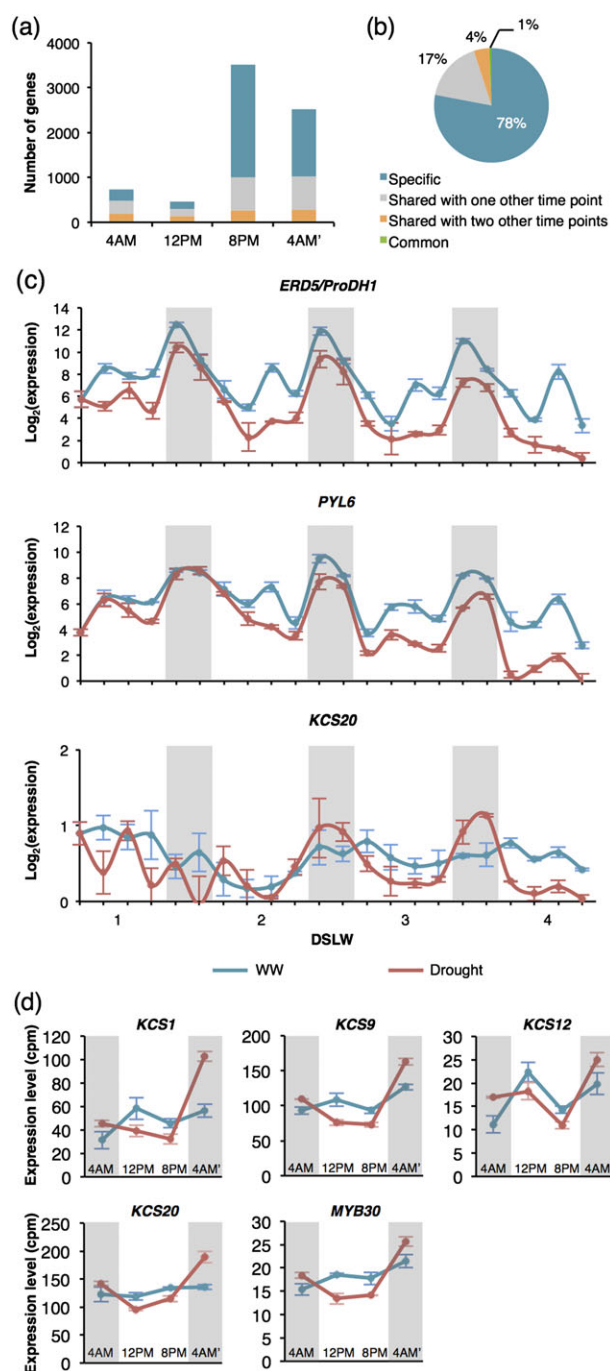 (a)
4000
3000
2000
1000
0
Number of genes
4AM 12PM 8PM 4AM'
(b)
1%
4%
17%
78%
Specific
Shared with one other time point
Shared with two other time points
Common
(c)
ERD5/ProDH1
14
12
10
8
6
4
2
0
Log2(expression)
PYL6
12
10
8
6
4
2
0
Log2(expression)
KCS20
2
1
0
Log2(expression)
1 2 3 4
DSLW
WW Drought
(d)
KCS1
120
100
80
60
40
20
0
Expression level (cpm)
4AM 12PM 8PM 4AM'
KCS9
200
150
100
50
0
4AM 12PM 8PM 4AM'
KCS12
30
25
20
15
10
5
0
4AM 12PM 8PM 4AM'
KCS20
250
200
150
100
50
0
Expression level (cpm)
4AM 12PM 8PM 4AM'
MYB30
30
25
20
15
10
5
0
4AM 12PM 8PM 4AM'